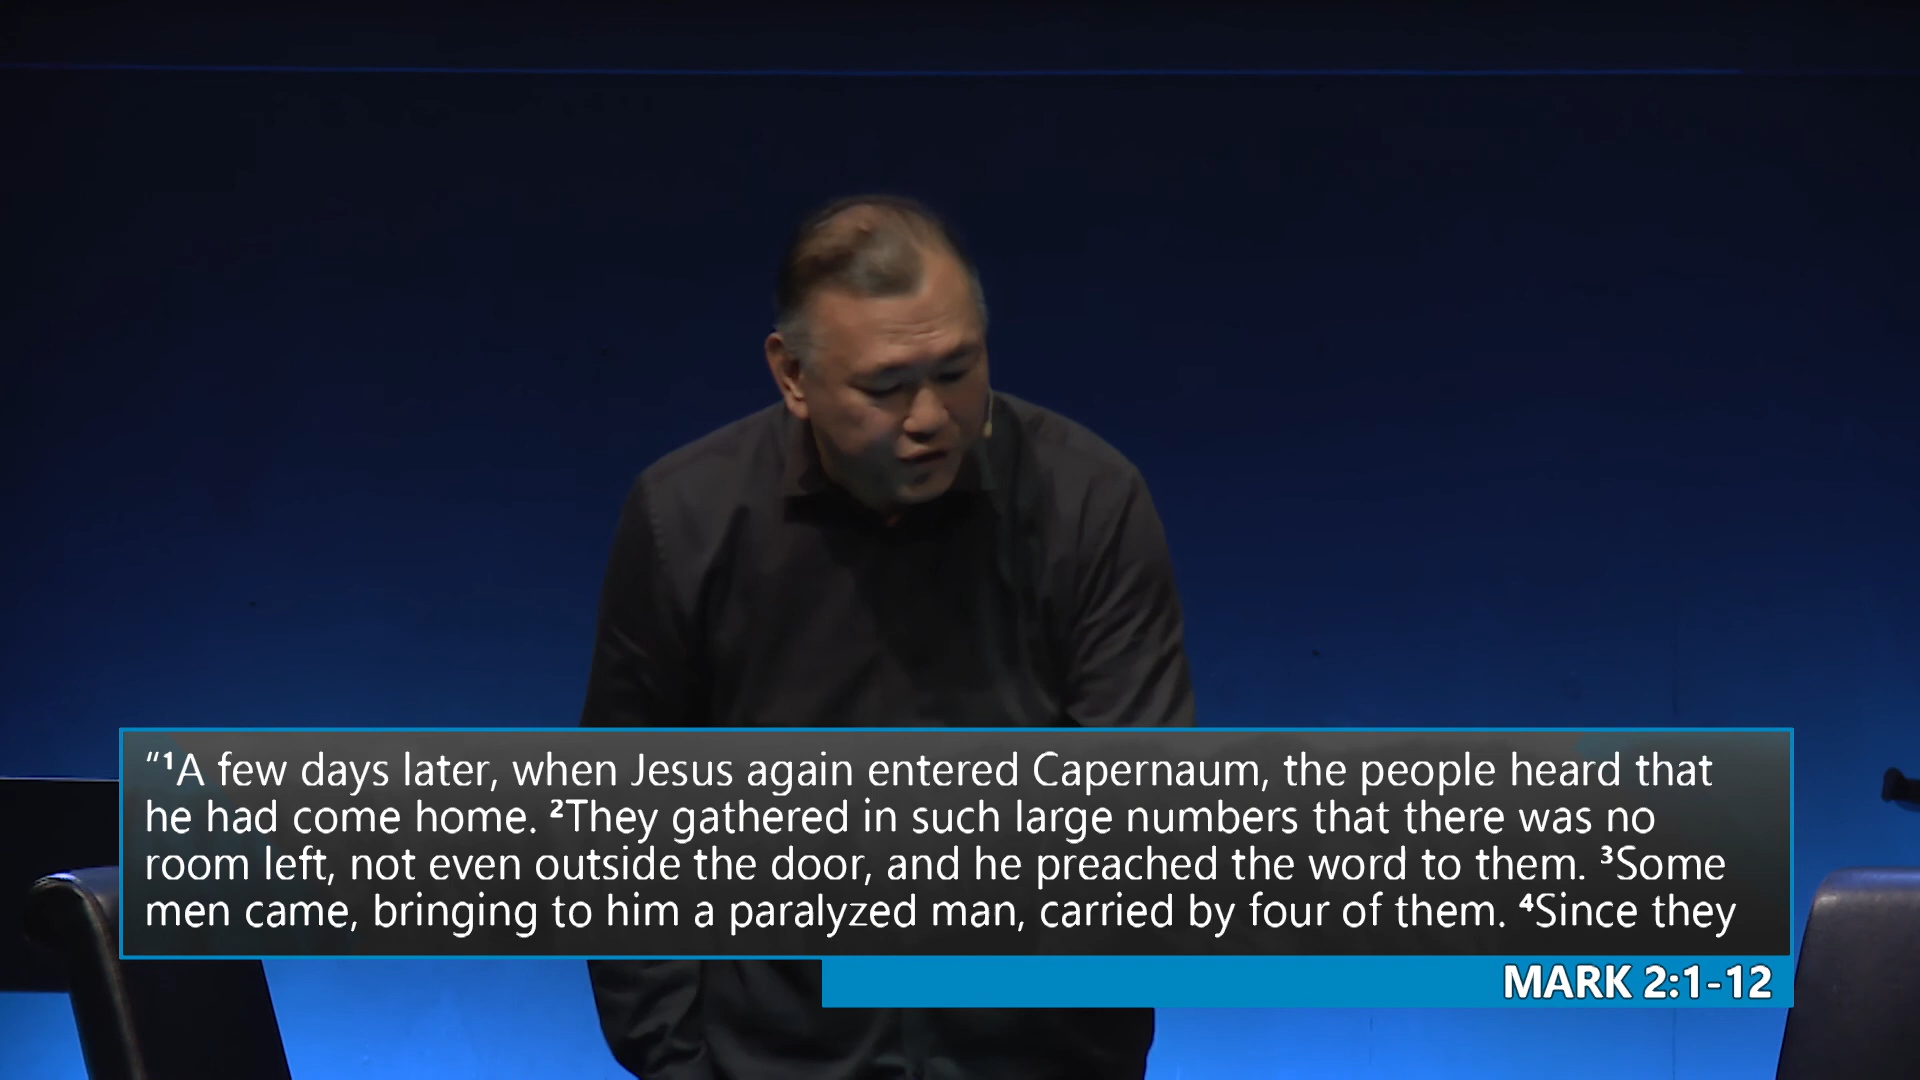 “¹A few days later, when Jesus again entered Capernaum, the people heard that
he had come home. ²They gathered in such large numbers that there was no
room left, not even outside the door, and he preached the word to them. ³Some
men came, bringing to him a paralyzed man, carried by four of them. ⁴Since they
MARK 2:1-12